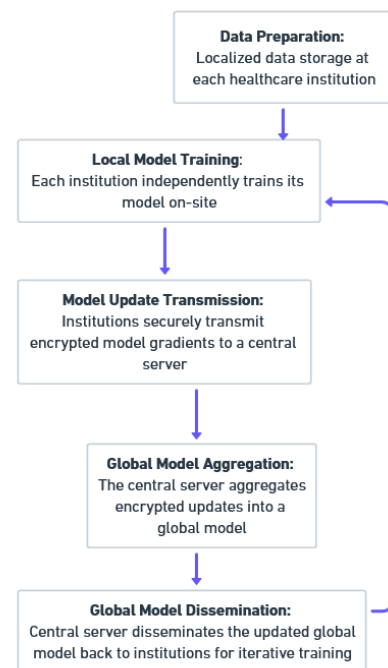 Data Preparation:
Localized data storage at
each healthcare institution
Local Model Training:
Each institution independently trains its
model on-site
Model Update Transmission:
Institutions securely transmit
encrypted model gradients to a central
server
Global Model Aggregation:
The central server aggregates
encrypted updates into a
global model
Global Model Dissemination:
Central server disseminates the updated global
model back to institutions for iterative training